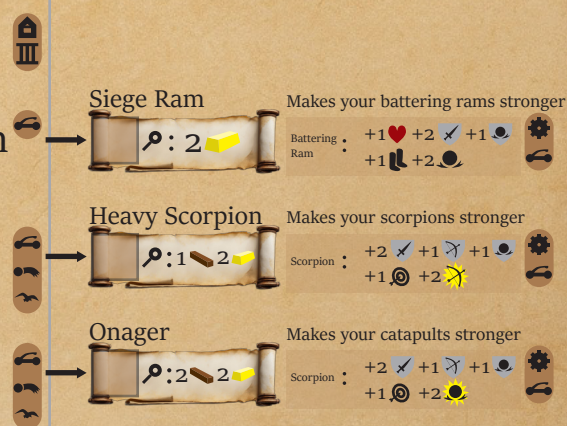 Siege Ram
Makes your battering rams stronger
: 2
Battering Ram : +1 +2 +1
+1 +2
Heavy Scorpion
Makes your scorpions stronger
:1 2
Scorpion : +2 +1 +1
+1 +2
Onager
Makes your catapults stronger
:2 2
Scorpion : +2 +1 +1
+1 +2